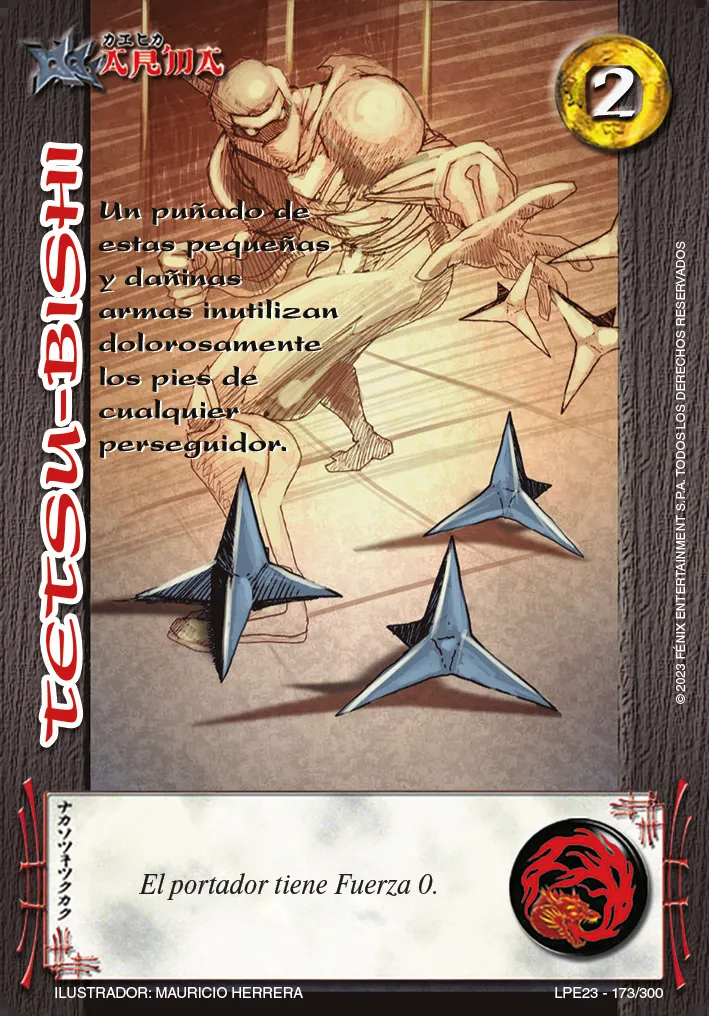 カエヒカ
ARMA
2
TETSU-BISHI
Un puñado de
estas pequeñas
y dañinas
armas inutilizan
dolorosamente
los pies de
cualquier
perseguidor.
© 2023 FÉNIX ENTERTAINMENT S.P.A. TODOS LOS DERECHOS RESERVADOS
ナカソツォツクカク
El portador tiene Fuerza 0.
ILUSTRADOR: MAURICIO HERRERA
LPE23 - 173/300